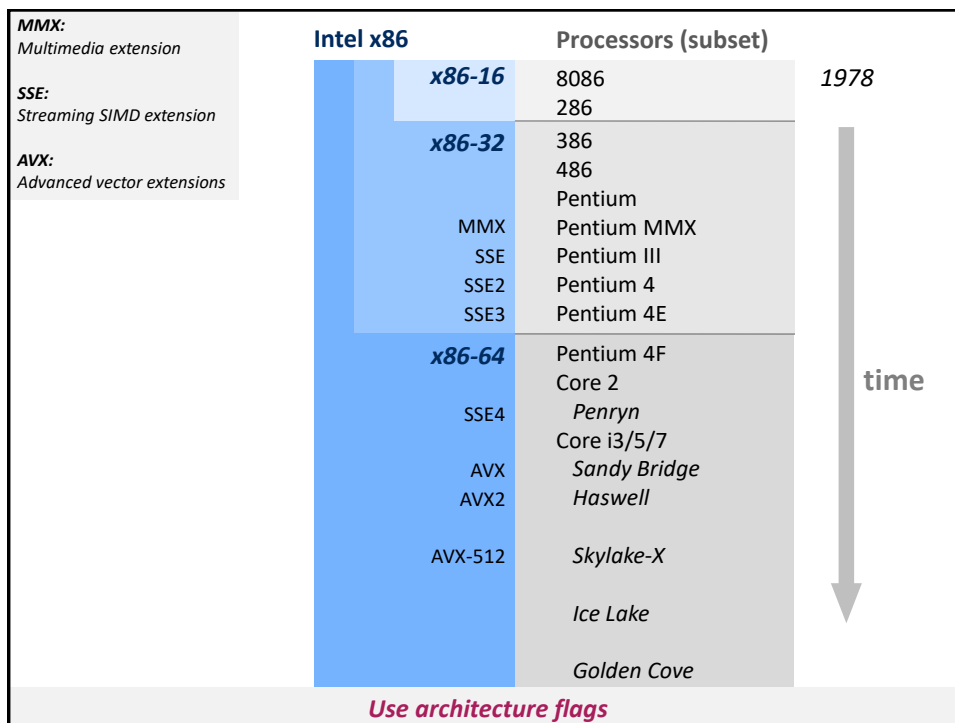 MMX:
Multimedia extension
SSE:
Streaming SIMD extension
AVX:
Advanced vector extensions
Intel x86 Processors (subset)
x86-16 8086 1978
286
x86-32 386
486
Pentium
MMX Pentium MMX
SSE Pentium III
SSE2 Pentium 4
SSE3 Pentium 4E
x86-64 Pentium 4F
time
Core 2
SSE4 Penryn
Core i3/5/7
AVX Sandy Bridge
AVX2 Haswell
AVX-512 Skylake-X
Ice Lake
Golden Cove
Use architecture flags